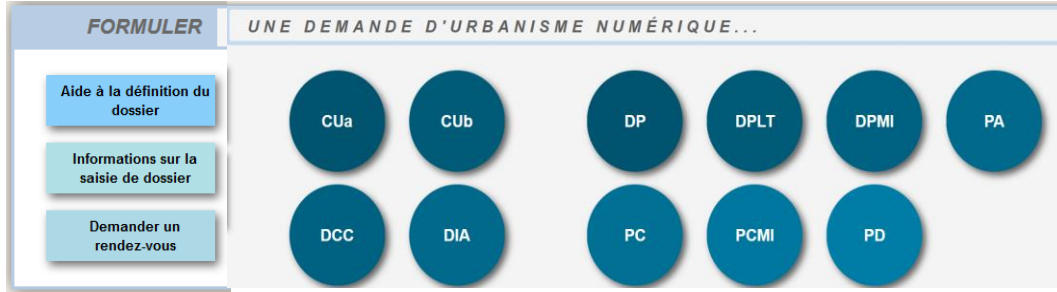 FORMULER
UNE DEMANDE D'URBANISME NUMÉRIQUE...
Aide à la définition du
dossier
Informations sur la
saisie de dossier
Demander un
rendez-vous
CUa CUb DP DPLT DPMI PA
DCC DIA PC PCMI PD